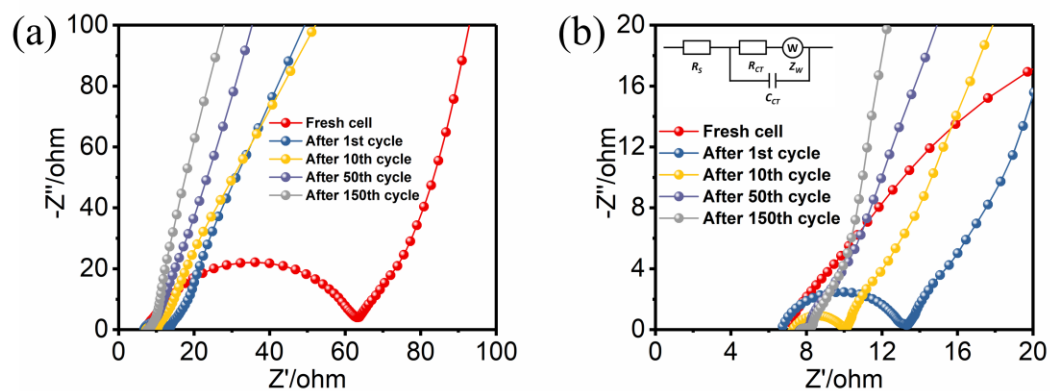 (a)
-Z''/ohm
100
80
60
40
20
0
Fresh cell
After 1st cycle
After 10th cycle
After 50th cycle
After 150th cycle
0 20 40 60 80 100
Z'/ohm
(b)
-Z''/ohm
20
16
12
8
4
0
R_S
R_CT
W
Z_W
C_CT
Fresh cell
After 1st cycle
After 10th cycle
After 50th cycle
After 150th cycle
0 4 8 12 16 20
Z'/ohm